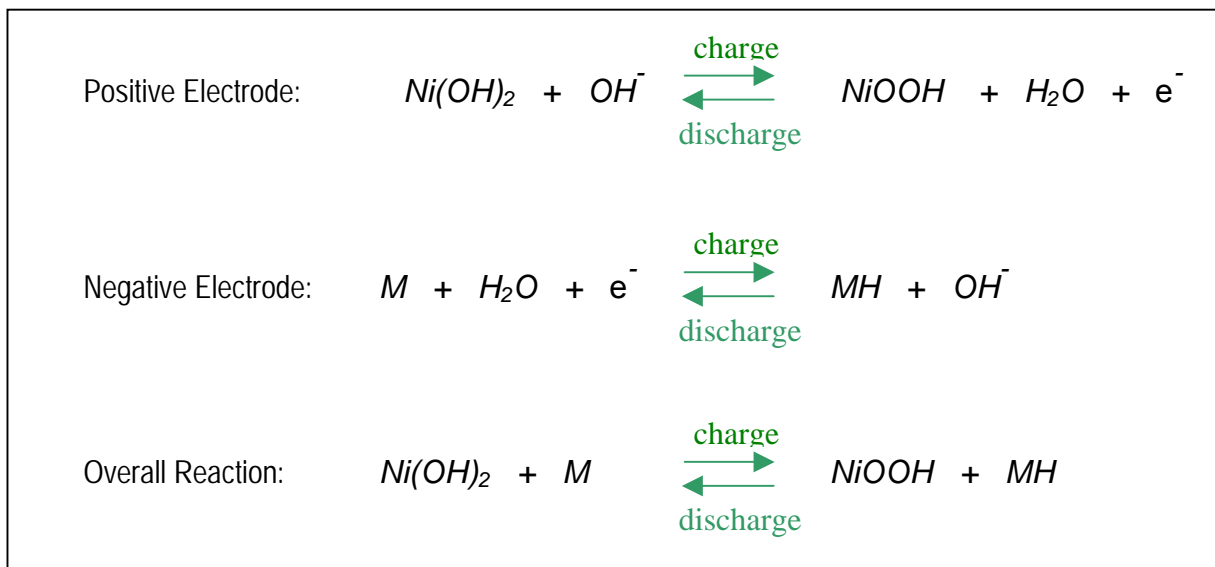 charge
Positive Electrode: Ni(OH)₂ + OH⁻ NiOOH + H₂O + e⁻
discharge
charge
Negative Electrode: M + H₂O + e⁻ MH + OH⁻
discharge
charge
Overall Reaction: Ni(OH)₂ + M NiOOH + MH
discharge